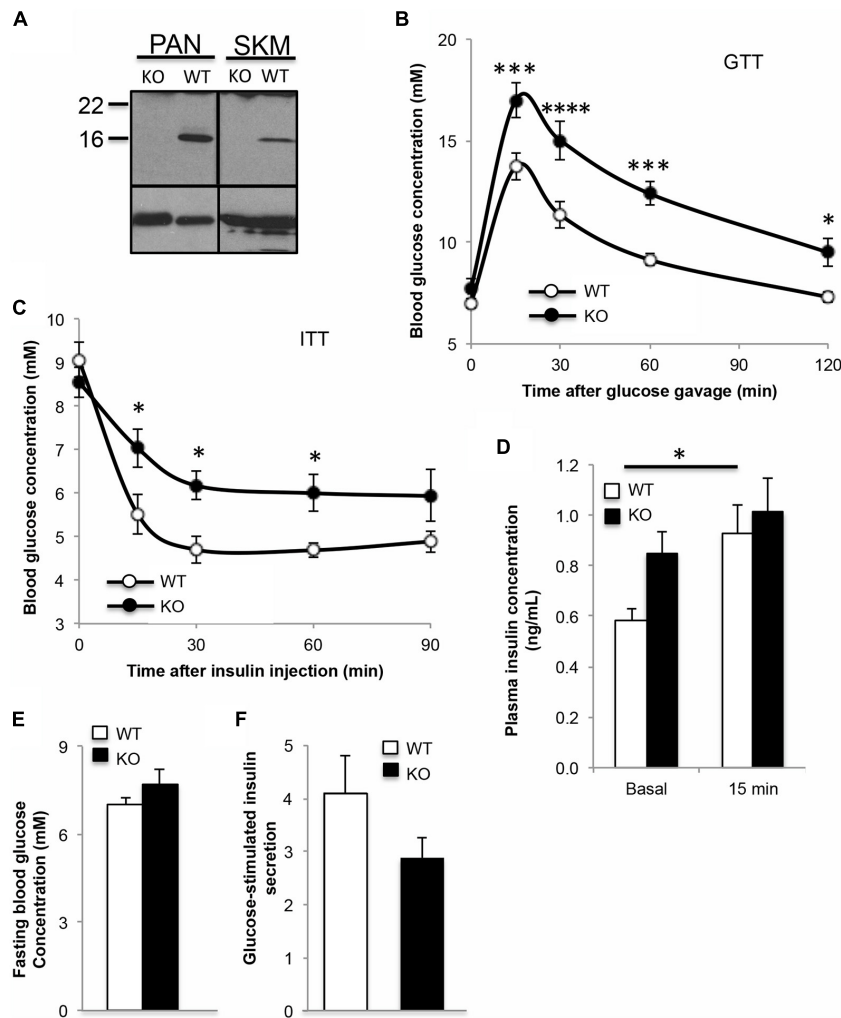 A
PAN SKM
KO WT KO WT
22
16
B
GTT
Blood glucose concentration (mM)
20
15
10
5
***
****
***
*
WT
KO
0 30 60 90 120
Time after glucose gavage (min)
C
ITT
Blood glucose concentration (mM)
10
9
8
7
6
5
4
3
*
*
*
WT
KO
0 30 60 90
Time after insulin injection (min)
D
Plasma insulin concentration
(ng/mL)
1.2
1.0
0.8
0.6
0.4
0.2
0.0
*
WT
KO
Basal 15 min
E
Fasting blood glucose
Concentration (mM)
9
6
3
0
WT
KO
F
Glucose-stimulated insulin
secretion
5
4
3
2
1
0
WT
KO